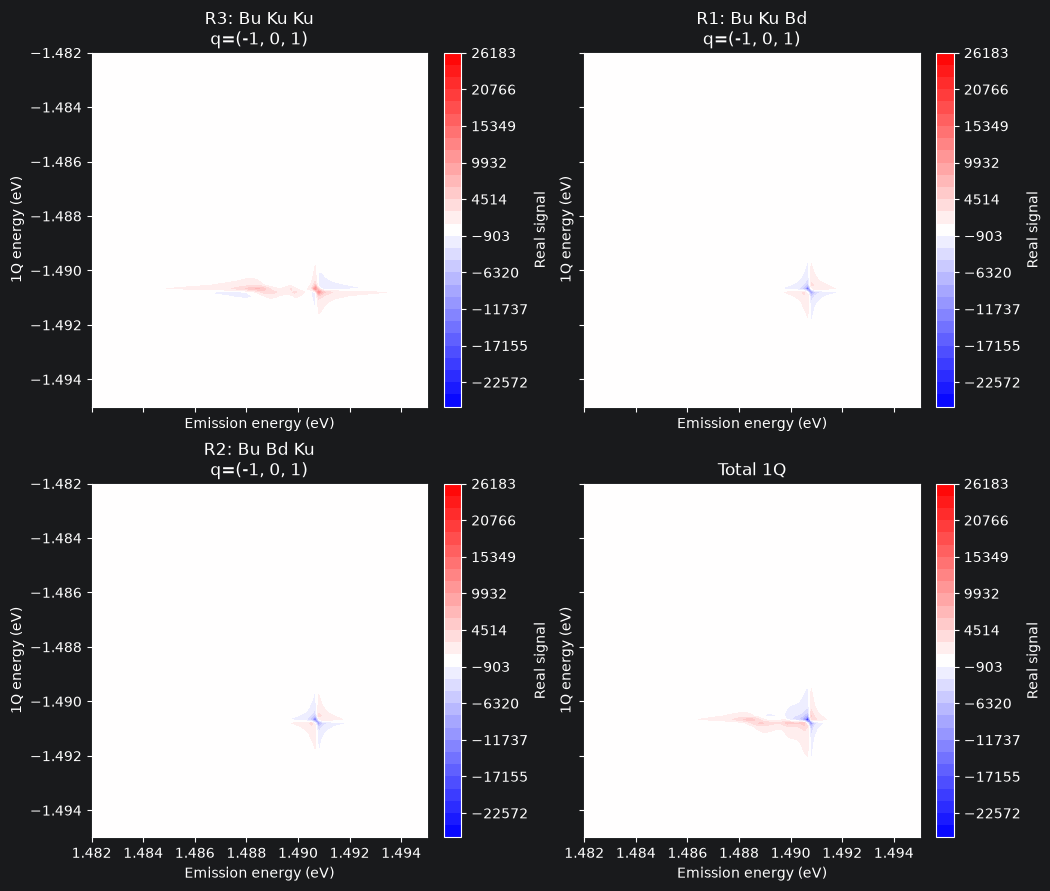 R3: Bu Ku Ku
q=(-1, 0, 1)
−1.482
−1.484
−1.486
−1.488
−1.490
−1.492
−1.494
1Q energy (eV)
Emission energy (eV)
26183
20766
15349
9932
4514
−903
−6320
−11737
−17155
−22572
Real signal
R1: Bu Ku Bd
q=(-1, 0, 1)
1Q energy (eV)
Emission energy (eV)
26183
20766
15349
9932
4514
−903
−6320
−11737
−17155
−22572
Real signal
R2: Bu Bd Ku
q=(-1, 0, 1)
−1.482
−1.484
−1.486
−1.488
−1.490
−1.492
−1.494
1Q energy (eV)
1.482 1.484 1.486 1.488 1.490 1.492 1.494
Emission energy (eV)
26183
20766
15349
9932
4514
−903
−6320
−11737
−17155
−22572
Real signal
Total 1Q
1Q energy (eV)
1.482 1.484 1.486 1.488 1.490 1.492 1.494
Emission energy (eV)
26183
20766
15349
9932
4514
−903
−6320
−11737
−17155
−22572
Real signal